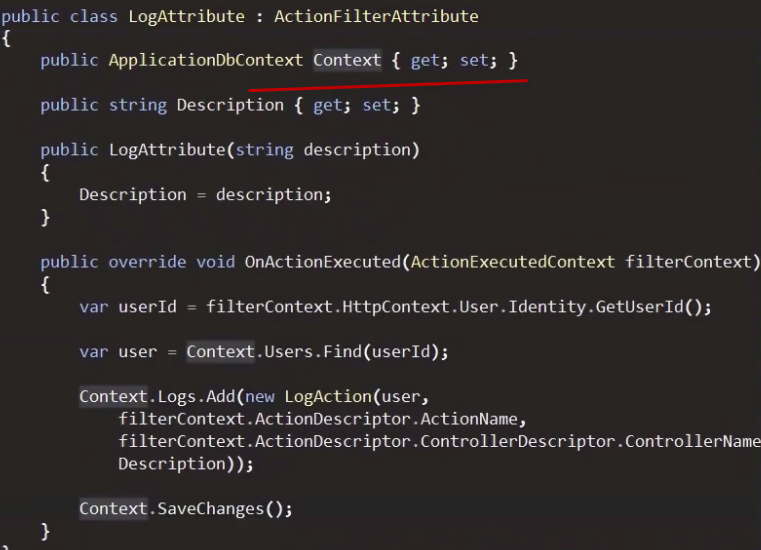 public class LogAttribute : ActionFilterAttribute
{
    public ApplicationDbContext Context { get; set; }
    public string Description { get; set; }
    public LogAttribute(string description)
    {
        Description = description;
    }
    public override void OnActionExecuted(ActionExecutedContext filterContext)
    {
        var userId = filterContext.HttpContext.User.Identity.GetUserId();
        var user = Context.Users.Find(userId);
        Context.Logs.Add(new LogAction(user,
            filterContext.ActionDescriptor.ActionName,
            filterContext.ActionDescriptor.ControllerDescriptor.ControllerName
            Description));
        Context.SaveChanges();
    }
}